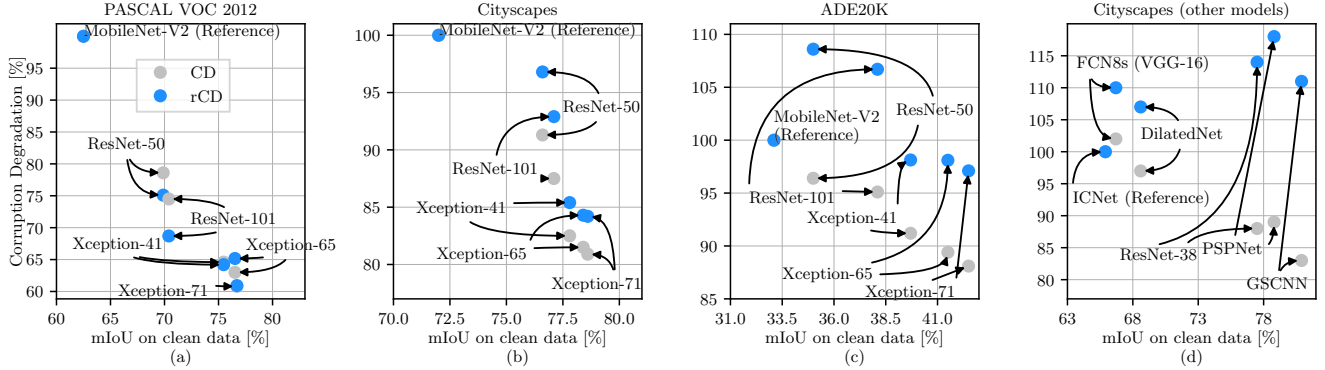 PASCAL VOC 2012
Corruption Degradation [%]
95
90
85
80
75
70
65
60
60
65
70
75
80
mIoU on clean data [%]
(a)
MobileNet-V2 (Reference)
CD
rCD
ResNet-50
ResNet-101
Xception-41
Xception-65
Xception-71
Cityscapes
100
95
90
85
80
70.0
72.5
75.0
77.5
80.0
mIoU on clean data [%]
(b)
MobileNet-V2 (Reference)
ResNet-50
ResNet-101
Xception-41
Xception-65
Xception-71
ADE20K
110
105
100
95
90
85
31.0
33.5
36.0
38.5
41.0
mIoU on clean data [%]
(c)
ResNet-50
MobileNet-V2
(Reference)
ResNet-101
Xception-41
Xception-65
Xception-71
Cityscapes (other models)
115
110
105
100
95
90
85
80
63
68
73
78
mIoU on clean data [%]
(d)
FCN8s (VGG-16)
DilatedNet
ICNet (Reference)
ResNet-38
PSPNet
GSCNN